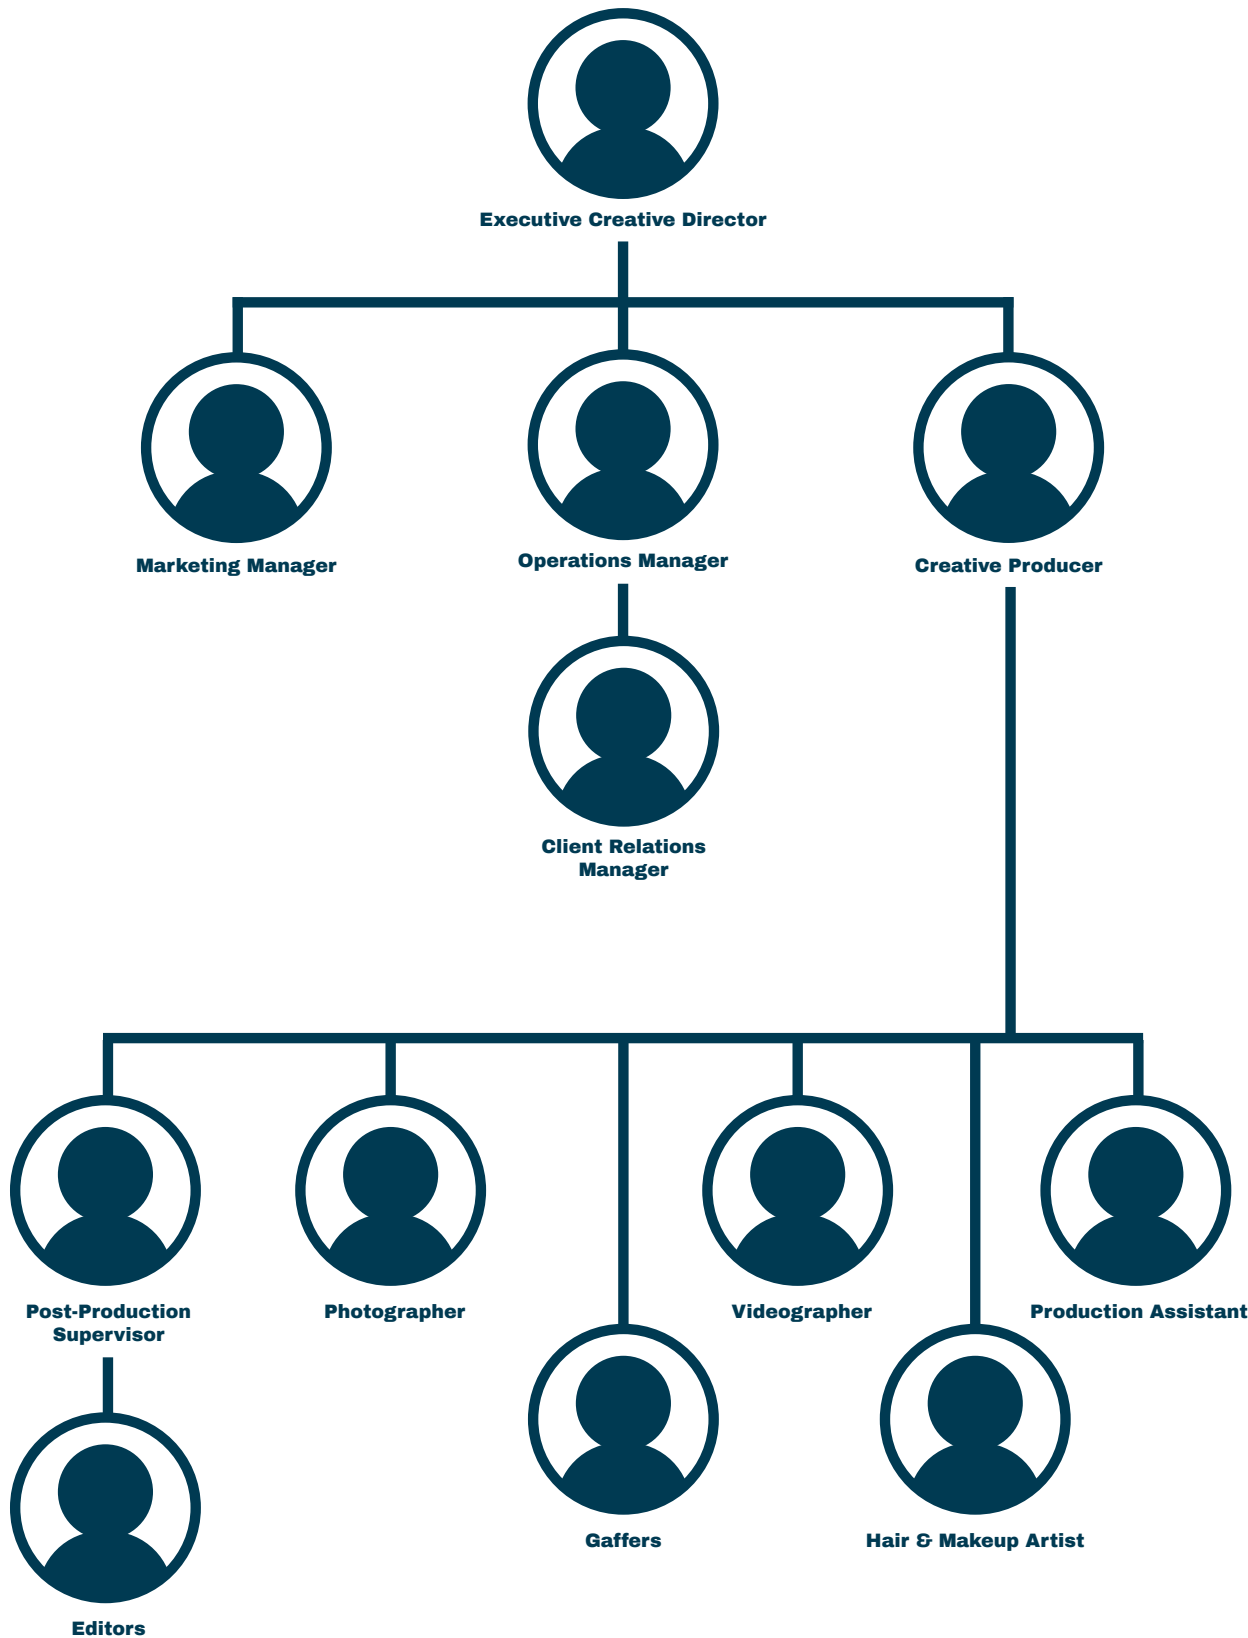 Executive Creative Director
Marketing Manager
Operations Manager
Creative Producer
Client Relations
Manager
Post-Production
Supervisor
Photographer
Videographer
Production Assistant
Gaffers
Hair & Makeup Artist
Editors